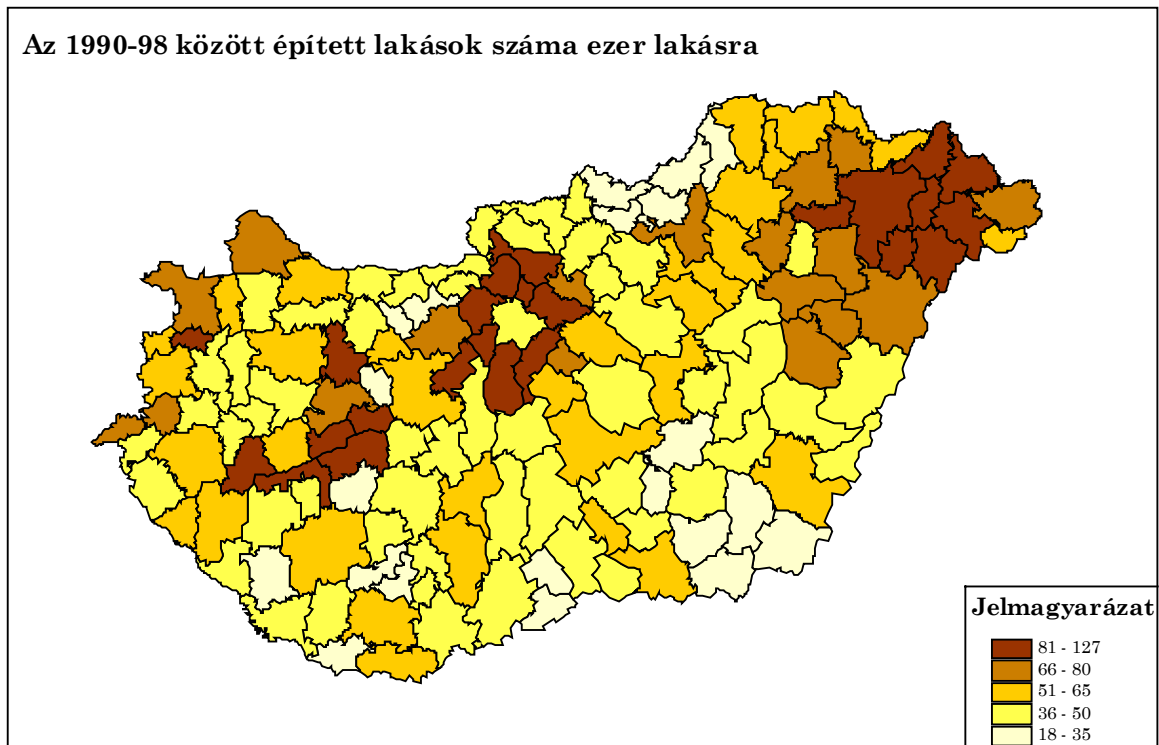 Az 1990-98 között épített lakások száma ezer lakásra
Jelmagyarázat
81 - 127
66 - 80
51 - 65
36 - 50
18 - 35